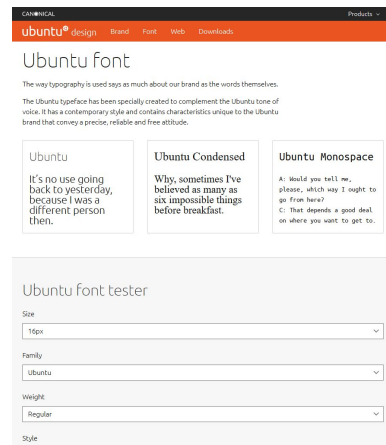 CANONICAL
Products
ubuntu® design Brand Font Web Downloads
Ubuntu font
The way typography is used says as much about our brand as the words themselves.
The Ubuntu typeface has been specially created to complement the Ubuntu tone of
voice. It has a contemporary style and contains characteristics unique to the Ubuntu
brand that convey a precise, reliable and free attitude.
Ubuntu
It's no use going
back to yesterday,
because I was a
different person
then.
Ubuntu Condensed
Why, sometimes I've
believed as many as
six impossible things
before breakfast.
Ubuntu Monospace
A: Would you tell me,
please, which way I ought to
go from here?
C: That depends a good deal
on where you want to get to.
Ubuntu font tester
Size
16px
Family
Ubuntu
Weight
Regular
Style